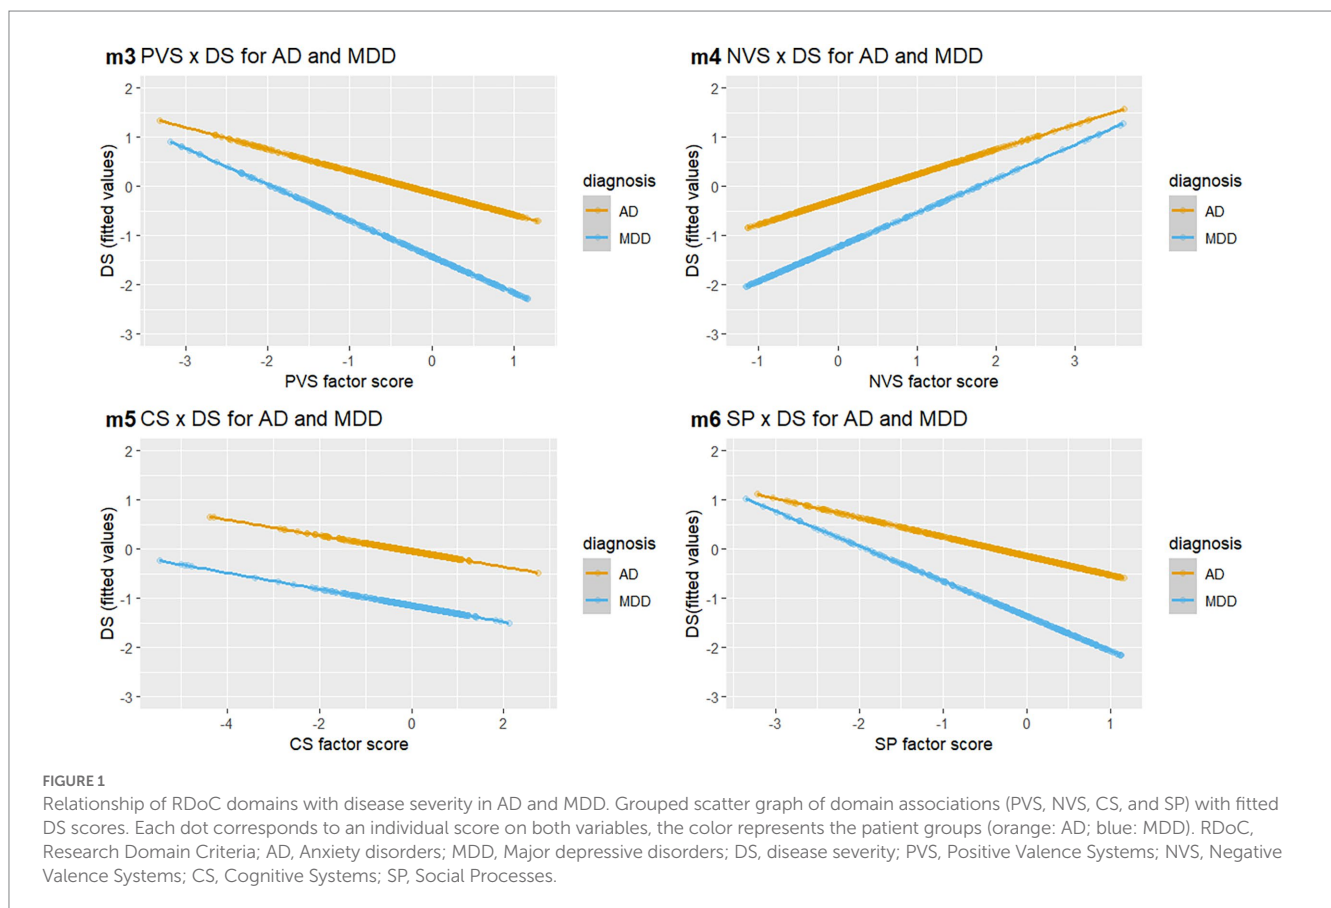 m3 PVS x DS for AD and MDD
2
1
0
-1
-2
-3
DS (fitted values)
-3 -2 -1 0 1
PVS factor score
diagnosis
AD
MDD
m4 NVS x DS for AD and MDD
2
1
0
-1
-2
-3
DS (fitted values)
-1 0 1 2 3
NVS factor score
diagnosis
AD
MDD
m5 CS x DS for AD and MDD
2
1
0
-1
-2
-3
DS (fitted values)
-4 -2 0 2
CS factor score
diagnosis
AD
MDD
m6 SP x DS for AD and MDD
2
1
0
-1
-2
-3
DS(fitted values)
-3 -2 -1 0 1
SP factor score
diagnosis
AD
MDD
FIGURE 1
Relationship of RDoC domains with disease severity in AD and MDD. Grouped scatter graph of domain associations (PVS, NVS, CS, and SP) with fitted
DS scores. Each dot corresponds to an individual score on both variables, the color represents the patient groups (orange: AD; blue: MDD). RDoC,
Research Domain Criteria; AD, Anxiety disorders; MDD, Major depressive disorders; DS, disease severity; PVS, Positive Valence Systems; NVS, Negative
Valence Systems; CS, Cognitive Systems; SP, Social Processes.